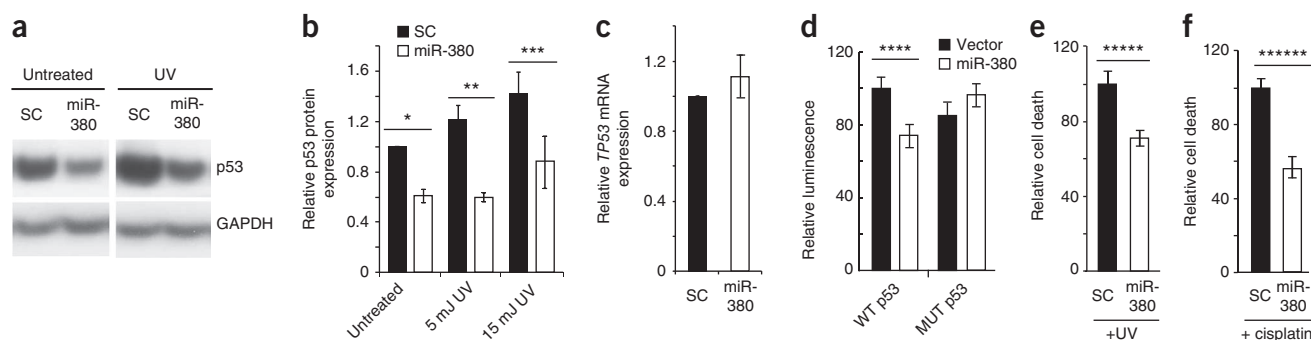 a
Untreated
UV
SC
miR-
380
SC
miR-
380
p53
GAPDH
b
SC
miR-380
Relative p53 protein
expression
1.6
1.2
0.8
0.4
0
*
**
***
Untreated
5 mJ UV
15 mJ UV
c
Relative TP53 mRNA
expression
1.2
0.8
0.4
0
SC
miR-
380
d
Vector
miR-380
Relative luminescence
120
100
80
60
40
20
0
****
WT p53
MUT p53
e
Relative cell death
120
80
40
0
*****
SC
miR-
380
+UV
f
Relative cell death
120
80
40
0
******
SC
miR-
380
+ cisplatin